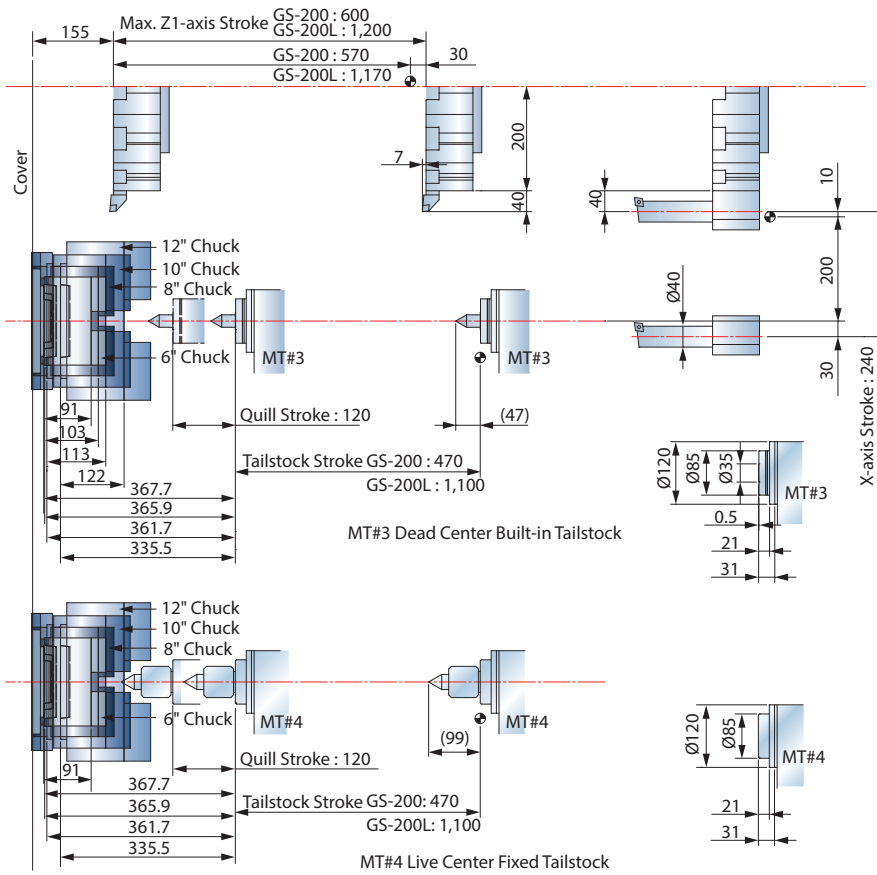 155
Max. Z1-axis Stroke GS-200 : 600
GS-200L : 1,200
GS-200 : 570
GS-200L : 1,170
30
Cover
7
200
40
40
10
200
Ø40
30
X-axis Stroke : 240
12" Chuck
10" Chuck
8" Chuck
6" Chuck
MT#3
MT#3
91
103
113
122
367.7
365.9
361.7
335.5
Quill Stroke : 120
(47)
Tailstock Stroke GS-200 : 470
GS-200L : 1,100
MT#3 Dead Center Built-in Tailstock
Ø120
Ø85
Ø35
MT#3
0.5
21
31
12" Chuck
10" Chuck
8" Chuck
6" Chuck
MT#4
MT#4
91
367.7
365.9
361.7
335.5
Quill Stroke : 120
(99)
Tailstock Stroke GS-200: 470
GS-200L: 1,100
MT#4 Live Center Fixed Tailstock
Ø120
Ø85
MT#4
21
31